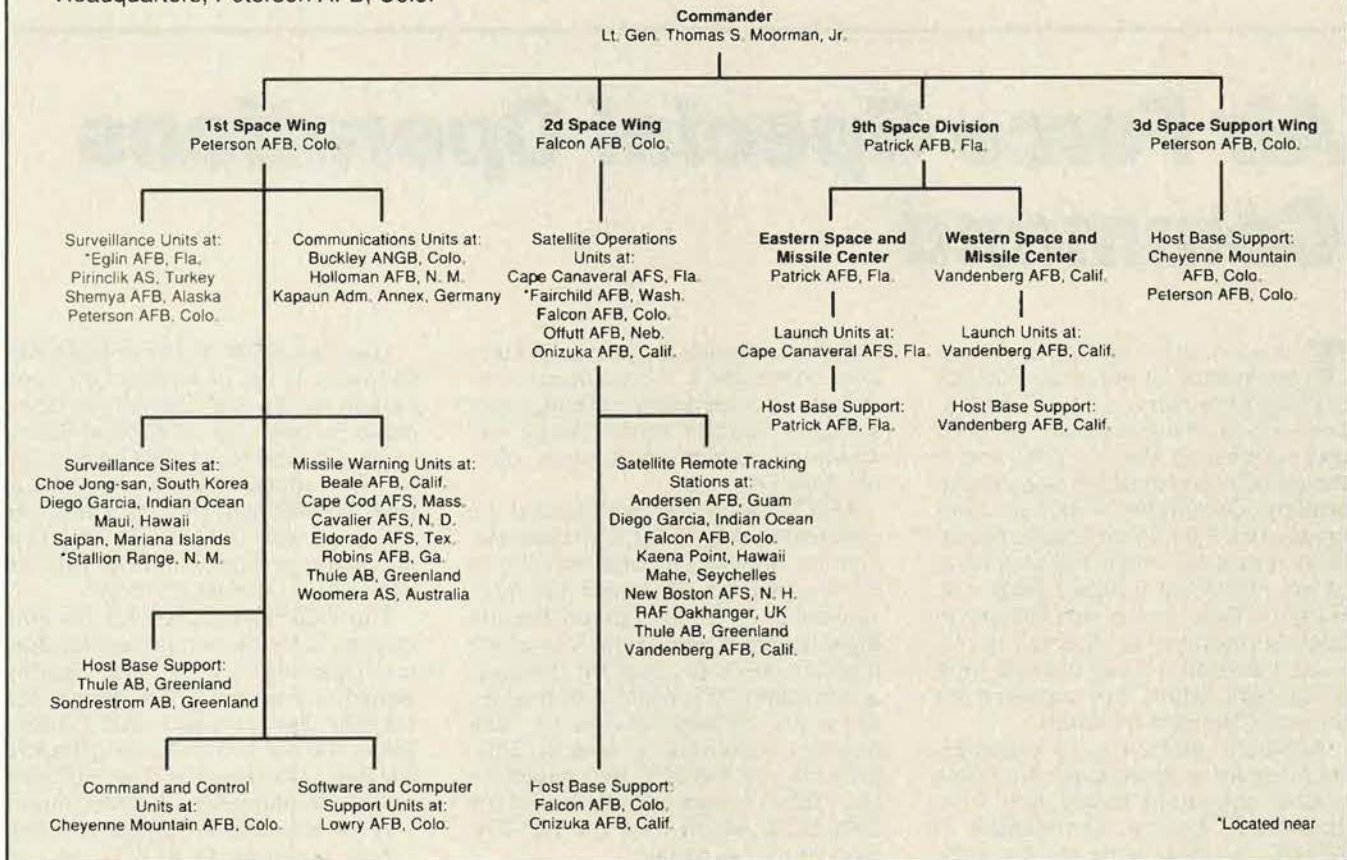 Headquarters, Peterson AFB, Colo.
Commander
Lt. Gen. Thomas S. Moorman, Jr.
1st Space Wing
Peterson AFB, Colo.
2d Space Wing
Falcon AFB, Colo.
9th Space Division
Patrick AFB, Fla.
3d Space Support Wing
Peterson AFB, Colo.
Surveillance Units at:
*Eglin AFB, Fla.
Pirinclik AS, Turkey
Shemya AFB, Alaska
Peterson AFB, Colo.
Communications Units at:
Buckley ANGB, Colo.
Holloman AFB, N. M.
Kapaun Adm. Annex, Germany
Satellite Operations
Units at:
Cape Canaveral AFS, Fla.
*Fairchild AFB, Wash.
Falcon AFB, Colo.
Offutt AFB, Neb.
Onizuka AFB, Calif.
Eastern Space and
Missile Center
Patrick AFB, Fla.
Western Space and
Missile Center
Vandenberg AFB, Calif.
Host Base Support:
Cheyenne Mountain
AFB, Colo.
Peterson AFB, Colo.
Launch Units at:
Cape Canaveral AFS, Fla.
Launch Units at:
Vandenberg AFB, Calif.
Host Base Support:
Patrick AFB, Fla.
Host Base Support:
Vandenberg AFB, Calif.
Surveillance Sites at:
Choe Jong-san, South Korea
Diego Garcia, Indian Ocean
Maui, Hawaii
Saipan, Mariana Islands
*Stallion Range, N. M.
Missile Warning Units at:
Beale AFB, Calif.
Cape Cod AFS, Mass.
Cavalier AFS, N. D.
Eldorado AFS, Tex.
Robins AFB, Ga.
Thule AB, Greenland
Woomera AS, Australia
Satellite Remote Tracking
Stations at:
Andersen AFB, Guam
Diego Garcia, Indian Ocean
Falcon AFB, Colo.
Kaena Point, Hawaii
Mahe, Seychelles
New Boston AFS, N. H.
RAF Oakhanger, UK
Thule AB, Greenland
Vandenberg AFB, Calif.
Host Base Support:
Thule AB, Greenland
Sondrestrom AB, Greenland
Command and Control
Units at:
Cheyenne Mountain AFB, Colo.
Software and Computer
Support Units at:
Lowry AFB, Colo.
Host Base Support:
Falcon AFB, Colo.
Onizuka AFB, Calif.
*Located near